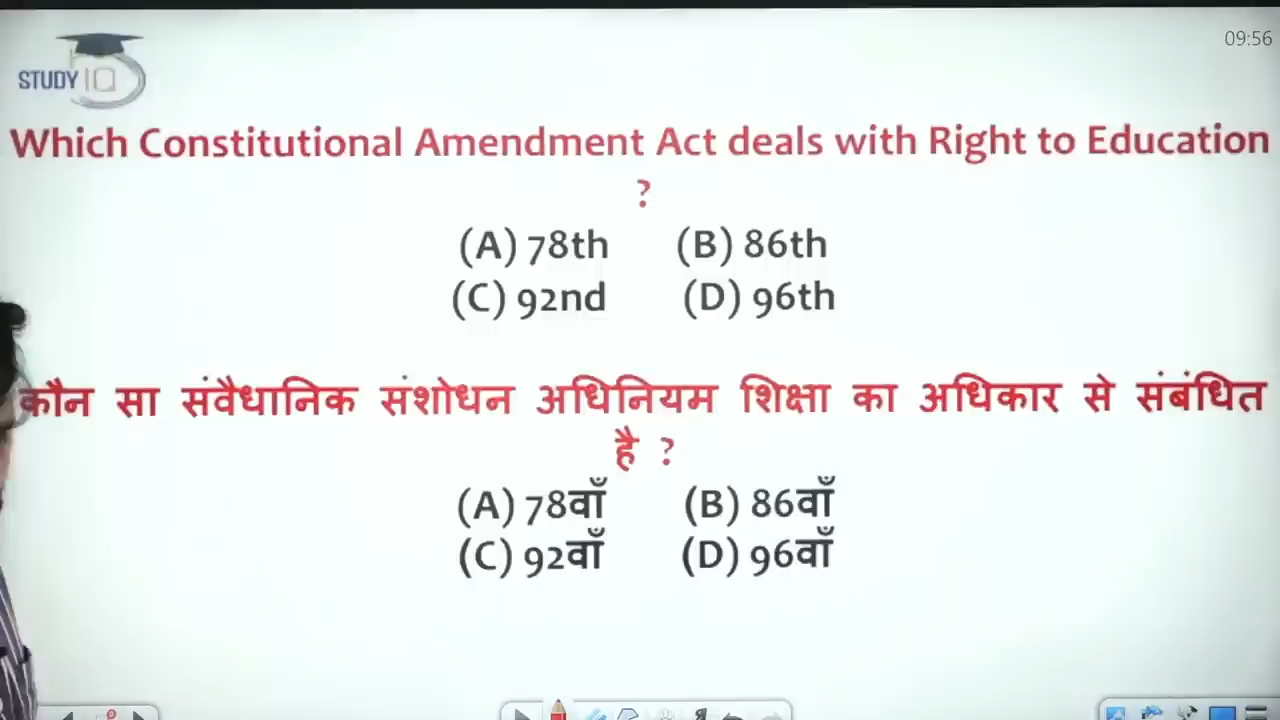 STUDY IQ
09:56
Which Constitutional Amendment Act deals with Right to Education
?
(A) 78th (B) 86th
(C) 92nd (D) 96th
कौन सा संवैधानिक संशोधन अधिनियम शिक्षा का अधिकार से संबंधित
है ?
(A) 78वाँ (B) 86वाँ
(C) 92वाँ (D) 96वाँ